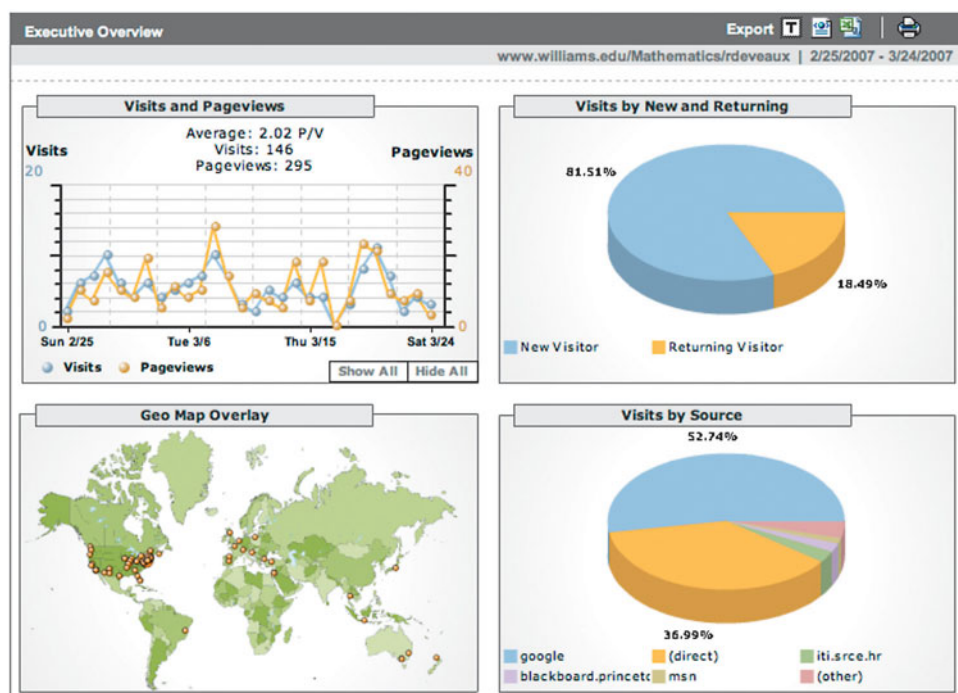 Executive Overview
Export T
www.williams.edu/Mathematics/rdeveaux | 2/25/2007 - 3/24/2007
Visits and Pageviews
Average: 2.02 P/V
Visits: 146
Pageviews: 295
Visits
Pageviews
20
40
0
0
Sun 2/25 Tue 3/6 Thu 3/15 Sat 3/24
Visits Pageviews
Show All Hide All
Visits by New and Returning
81.51%
18.49%
New Visitor Returning Visitor
Geo Map Overlay
Visits by Source
52.74%
36.99%
google (direct) iti.srce.hr
blackboard.princetc msn (other)